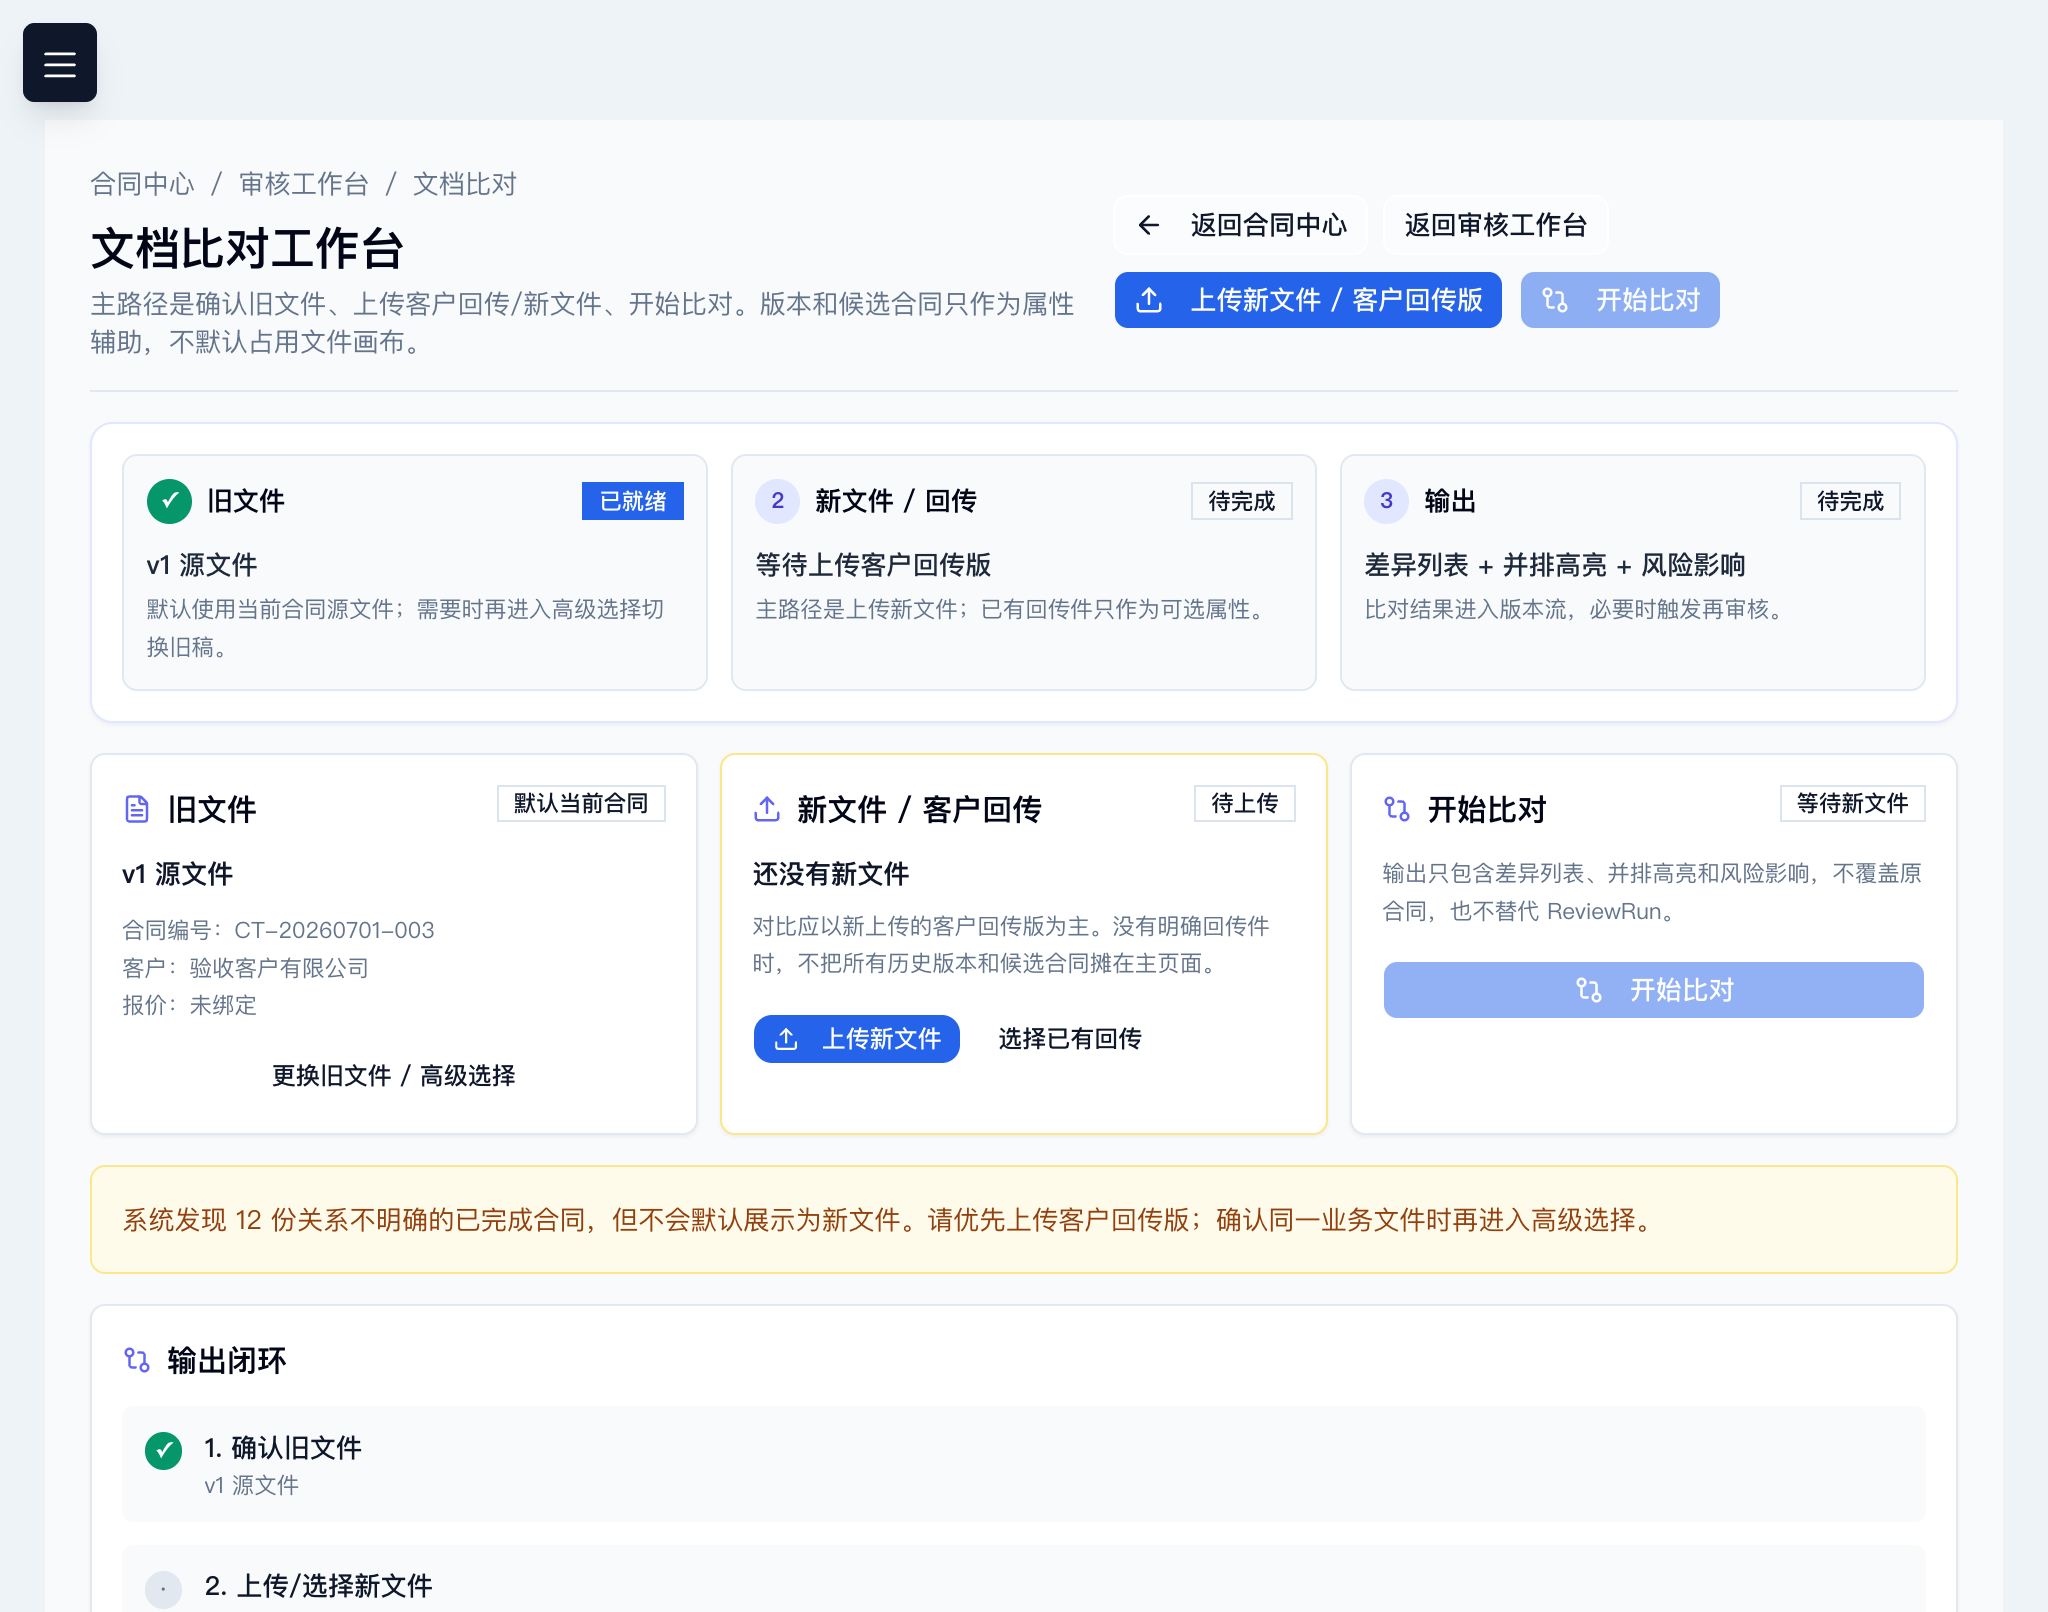 合同中心 / 审核工作台 / 文档比对
文档比对工作台
主路径是确认旧文件、上传客户回传/新文件、开始比对。版本和候选合同只作为属性
辅助，不默认占用文件画布。
返回合同中心
返回审核工作台
上传新文件 / 客户回传版
开始比对
旧文件
已就绪
v1 源文件
默认使用当前合同源文件；需要时再进入高级选择切
换旧稿。
2
新文件 / 回传
待完成
等待上传客户回传版
主路径是上传新文件；已有回传件只作为可选属性。
3
输出
待完成
差异列表 + 并排高亮 + 风险影响
比对结果进入版本流，必要时触发再审核。
旧文件
默认当前合同
v1 源文件
合同编号：CT-20260701-003
客户：验收客户有限公司
报价：未绑定
更换旧文件 / 高级选择
新文件 / 客户回传
待上传
还没有新文件
对比应以新上传的客户回传版为主。没有明确回传件
时，不把所有历史版本和候选合同摊在主页面。
上传新文件
选择已有回传
开始比对
等待新文件
输出只包含差异列表、并排高亮和风险影响，不覆盖原
合同，也不替代 ReviewRun。
开始比对
系统发现 12 份关系不明确的已完成合同，但不会默认展示为新文件。请优先上传客户回传版；确认同一业务文件时再进入高级选择。
输出闭环
1. 确认旧文件
v1 源文件
2. 上传/选择新文件